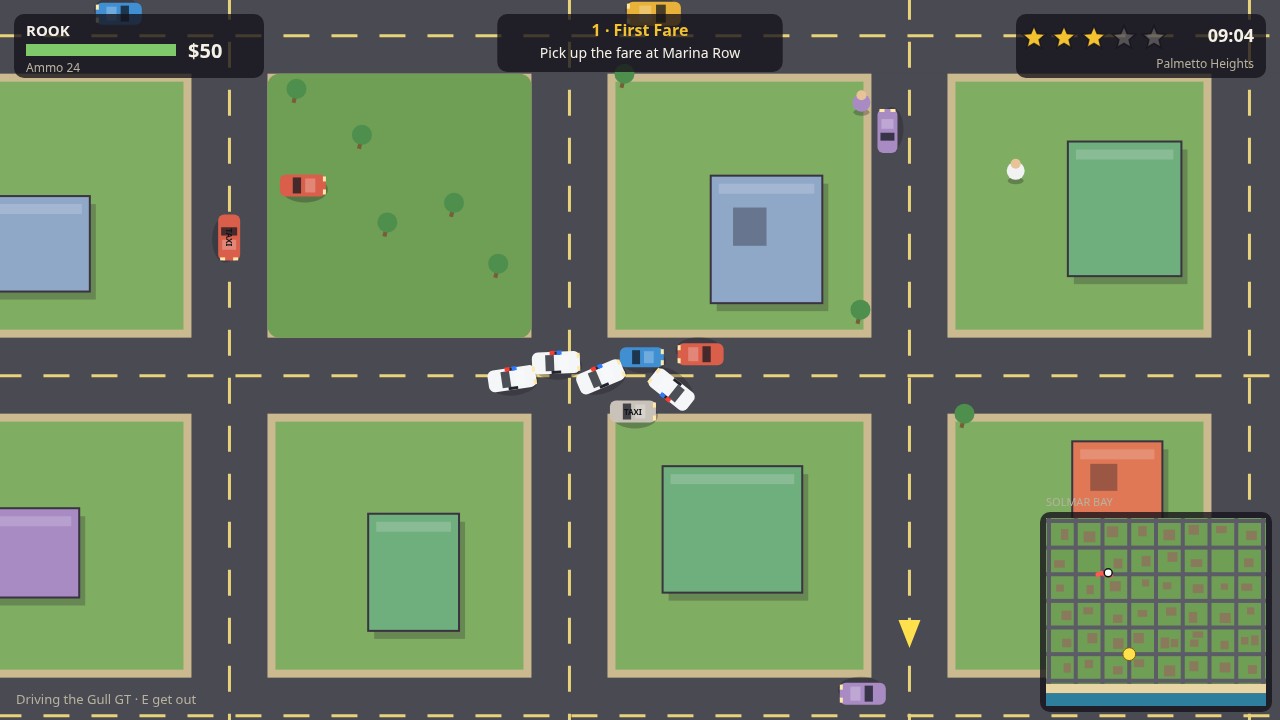 ROOK
$50
Ammo 24
1 · First Fare
Pick up the fare at Marina Row
09:04
Palmetto Heights
TAXI
TAXI
SOLMAR BAY
Driving the Gull GT · E get out